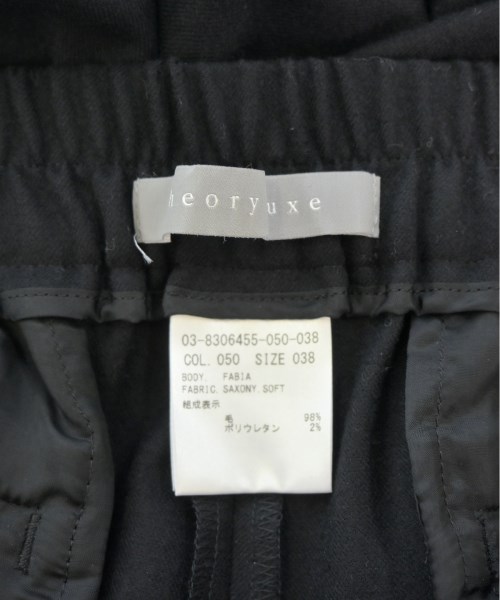 heoryuxe
03-8306455-050-038
COL. 050 SIZE 038
BODY. FABIA
FABRIC. SAXONY SOFT
組成表示
毛 98%
ポリウレタン 2%